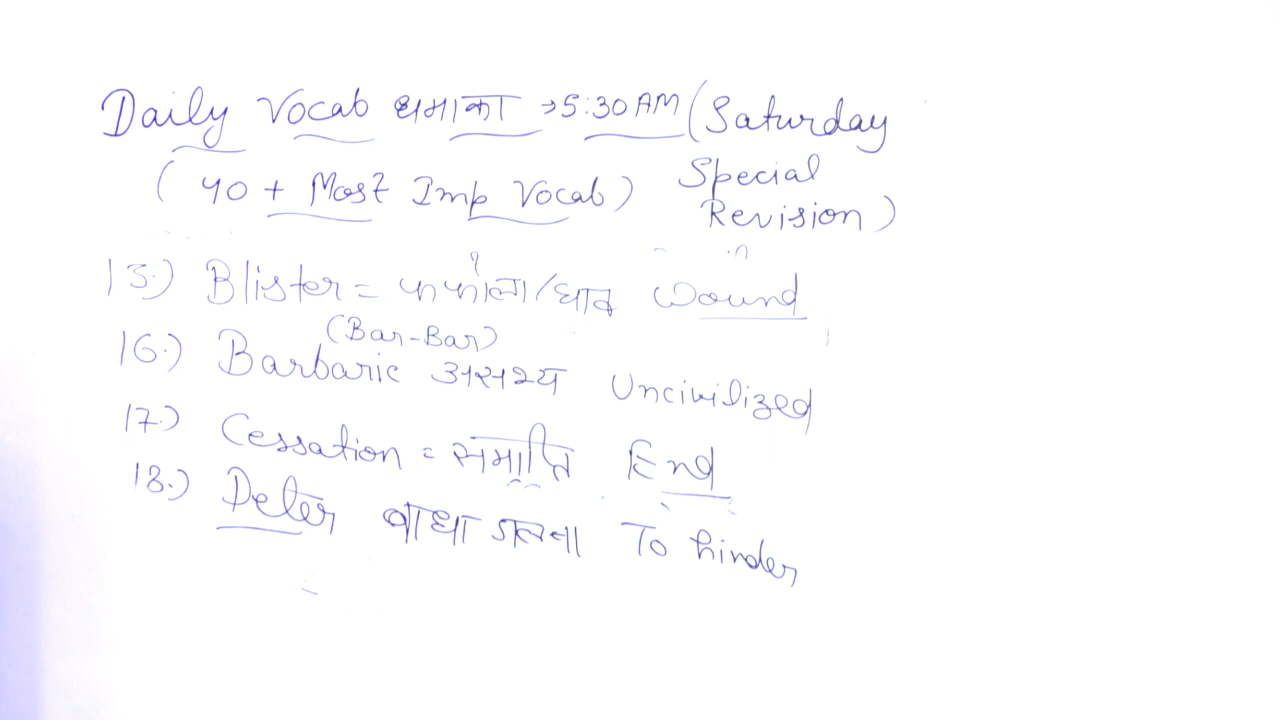 Daily Vocab धमाका →5:30 AM (Saturday
( 40 + Most Imp Vocab) Special
Revision)
15.) Blister = फफोला/घाव Wound
(Bar-Bar)
16.) Barbaric असभ्य Uncivilized
17.) Cessation = समाप्ति End
18.) Deter बाधा डालना To hinder